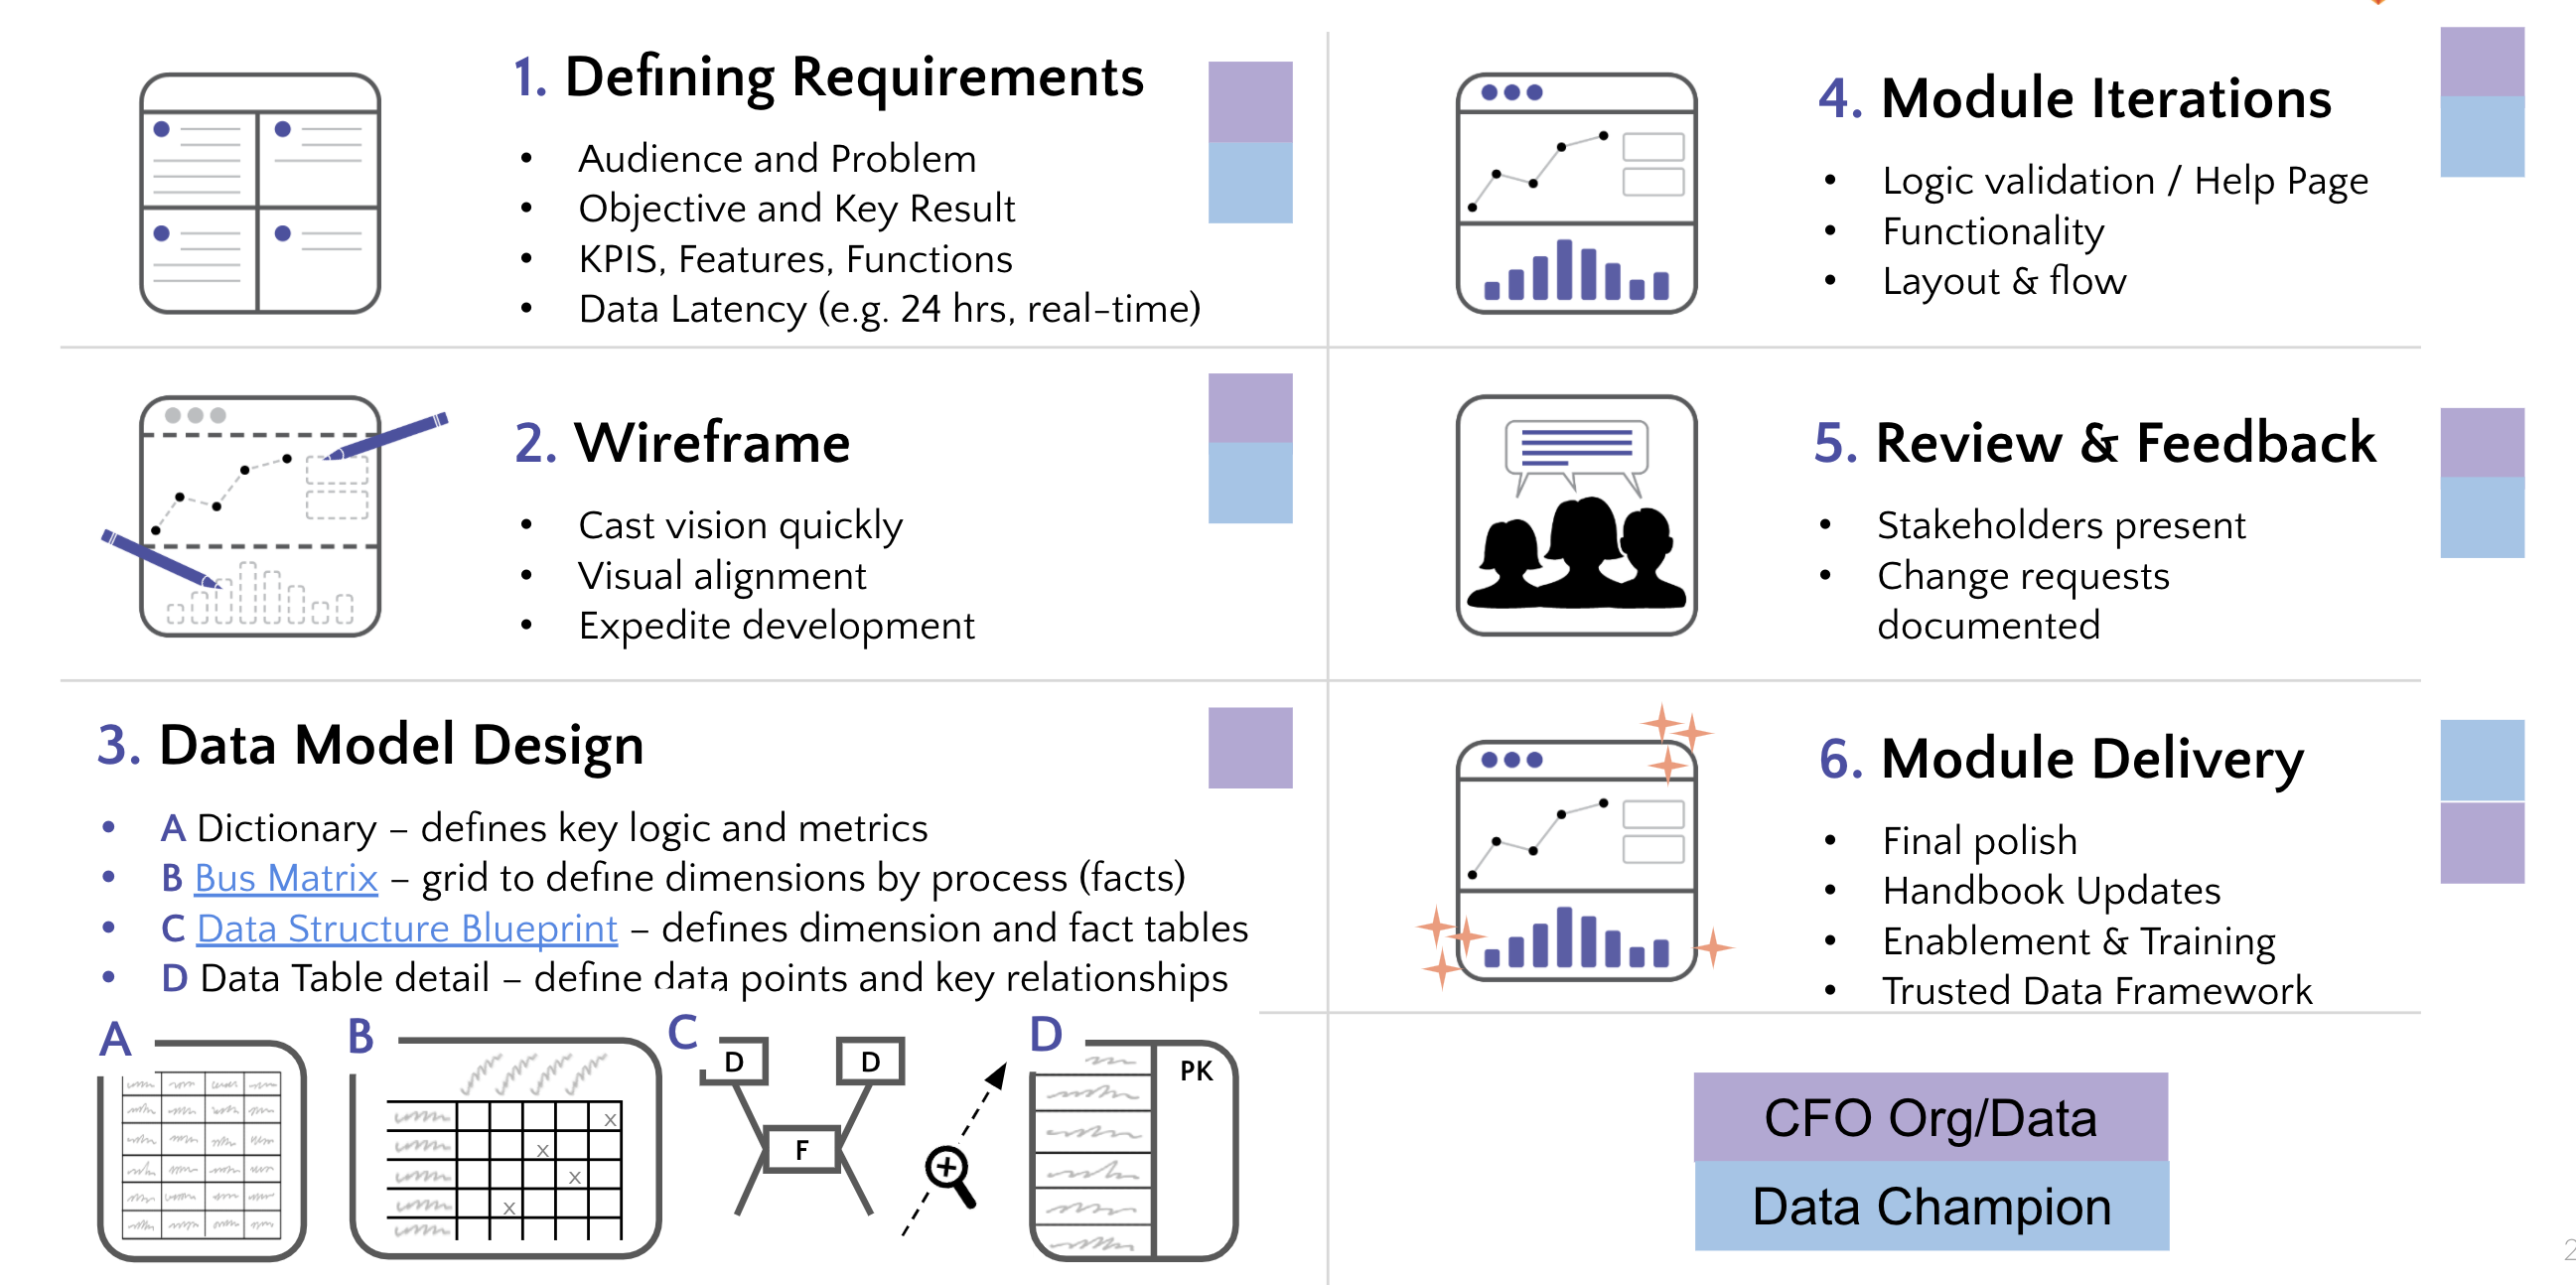 1. Defining Requirements
• Audience and Problem
• Objective and Key Result
• KPIS, Features, Functions
• Data Latency (e.g. 24 hrs, real-time)
2. Wireframe
• Cast vision quickly
• Visual alignment
• Expedite development
3. Data Model Design
• A Dictionary – defines key logic and metrics
• B Bus Matrix – grid to define dimensions by process (facts)
• C Data Structure Blueprint – defines dimension and fact tables
• D Data Table detail – define data points and key relationships
A
B
x
x
x
x
C
D
D
F
D
PK
4. Module Iterations
• Logic validation / Help Page
• Functionality
• Layout & flow
5. Review & Feedback
• Stakeholders present
• Change requests
documented
6. Module Delivery
• Final polish
• Handbook Updates
• Enablement & Training
• Trusted Data Framework
CFO Org/Data
Data Champion